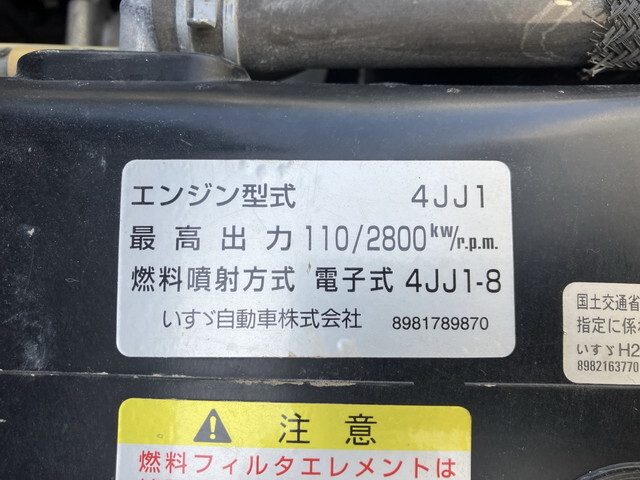 エンジン型式 4JJ1
最高出力 110/2800kw/r.p.m.
燃料噴射方式 電子式 4JJ1-8
いすゞ自動車株式会社 8981789870
国土交通省
指定に係
いすゞH2
8982163770
注意
燃料フィルタエレメントは